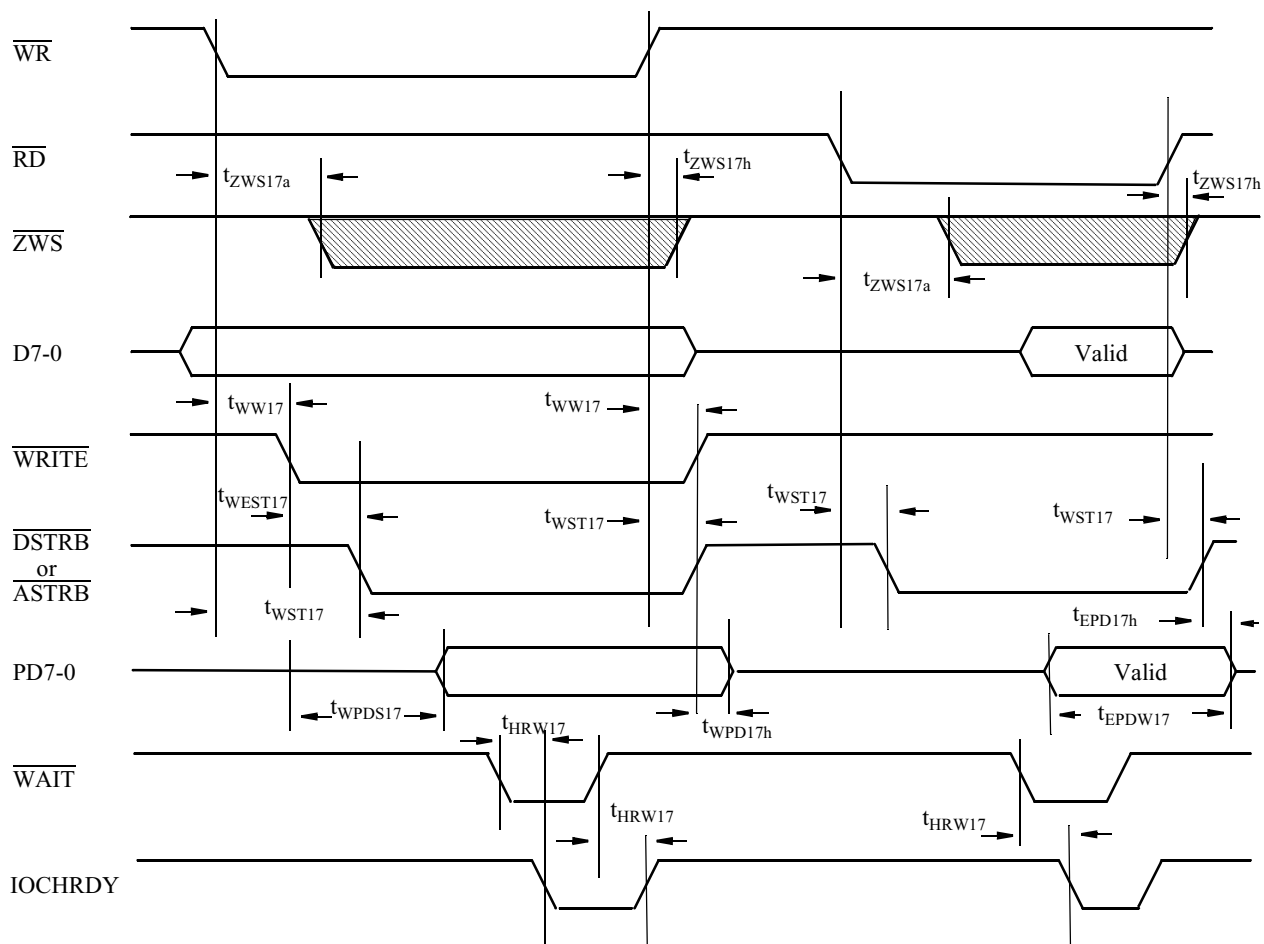 WR
RD
tZWS17a
tZWS17h
tZWS17h
ZWS
tZWS17a
D7-0
Valid
tWW17
tWW17
WRITE
tWEST17
tWST17
tWST17
tWST17
DSTRB
or
ASTRB
tWST17
tEPD17h
PD7-0
Valid
tWPDS17
tHRW17
tWPD17h
tEPDW17
WAIT
tHRW17
tHRW17
IOCHRDY